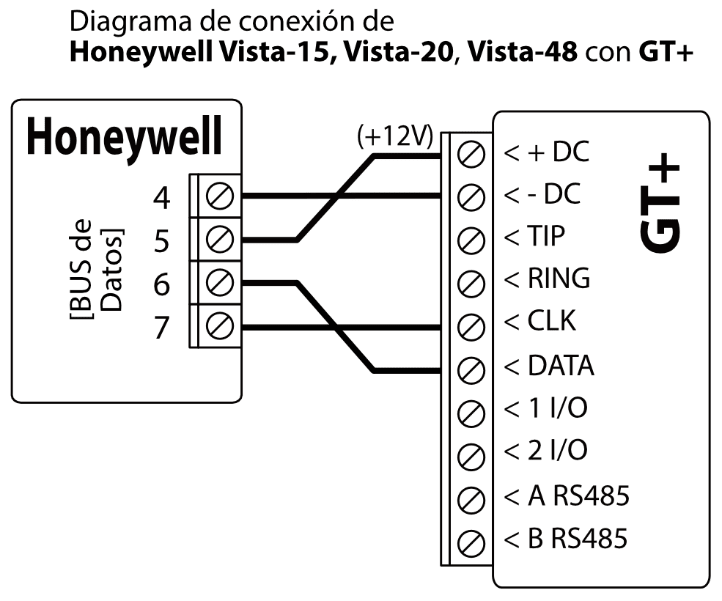 Diagrama de conexión de
Honeywell Vista-15, Vista-20, Vista-48 con GT+
Honeywell
[BUS de
Datos]
4
5
6
7
(+12V)
< + DC
< - DC
< TIP
< RING
< CLK
< DATA
< 1 I/O
< 2 I/O
< A RS485
< B RS485
GT+